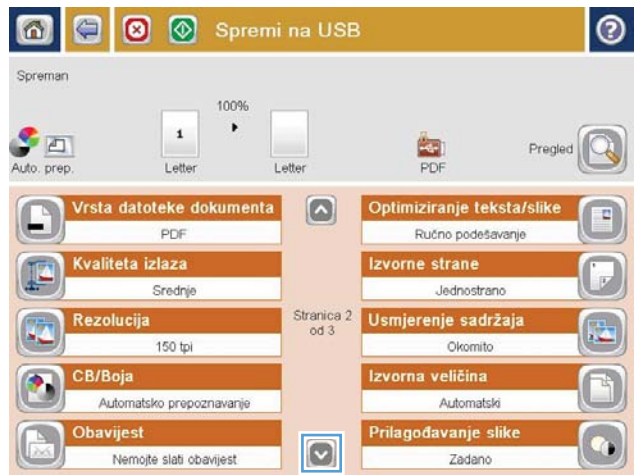 Spremi na USB
Spreman
100%
1
Auto. prep.
Letter
Letter
PDF
Pregled
Vrsta datoteke dokumenta
PDF
Kvaliteta izlaza
Srednje
Rezolucija
150 tpi
CB/Boja
Automatsko prepoznavanje
Obavijest
Nemojte slati obavijest
Stranica 2
od 3
Optimiziranje teksta/slike
Ručno podešavanje
Izvorne strane
Jednostrano
Usmjerenje sadržaja
Okomito
Izvorna veličina
Automatski
Prilagođavanje slike
Zadano